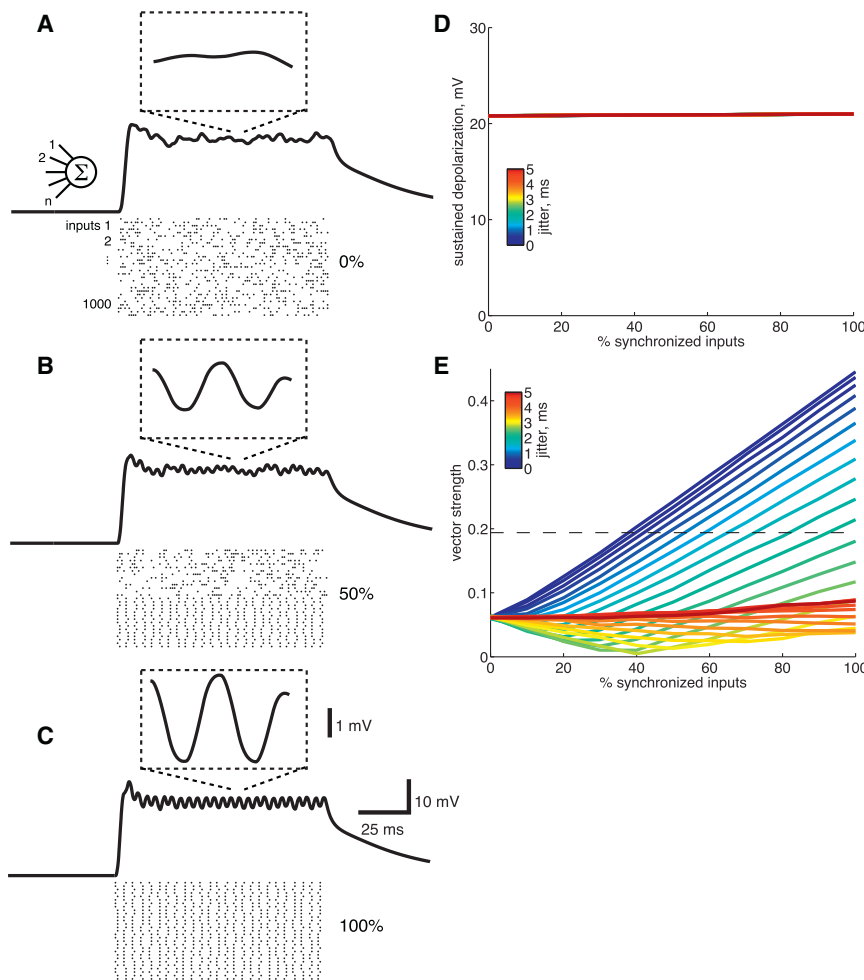 A
1
2
n
Σ
inputs 1
2
1000
0%
B
50%
C
1 mV
10 mV
25 ms
100%
D
30
20
10
0
sustained depolarization, mV
5
4
3
2
1
0
jitter, ms
0 20 40 60 80 100
% synchronized inputs
E
0.4
0.3
0.2
0.1
0
vector strength
5
4
3
2
1
0
jitter, ms
0 20 40 60 80 100
% synchronized inputs